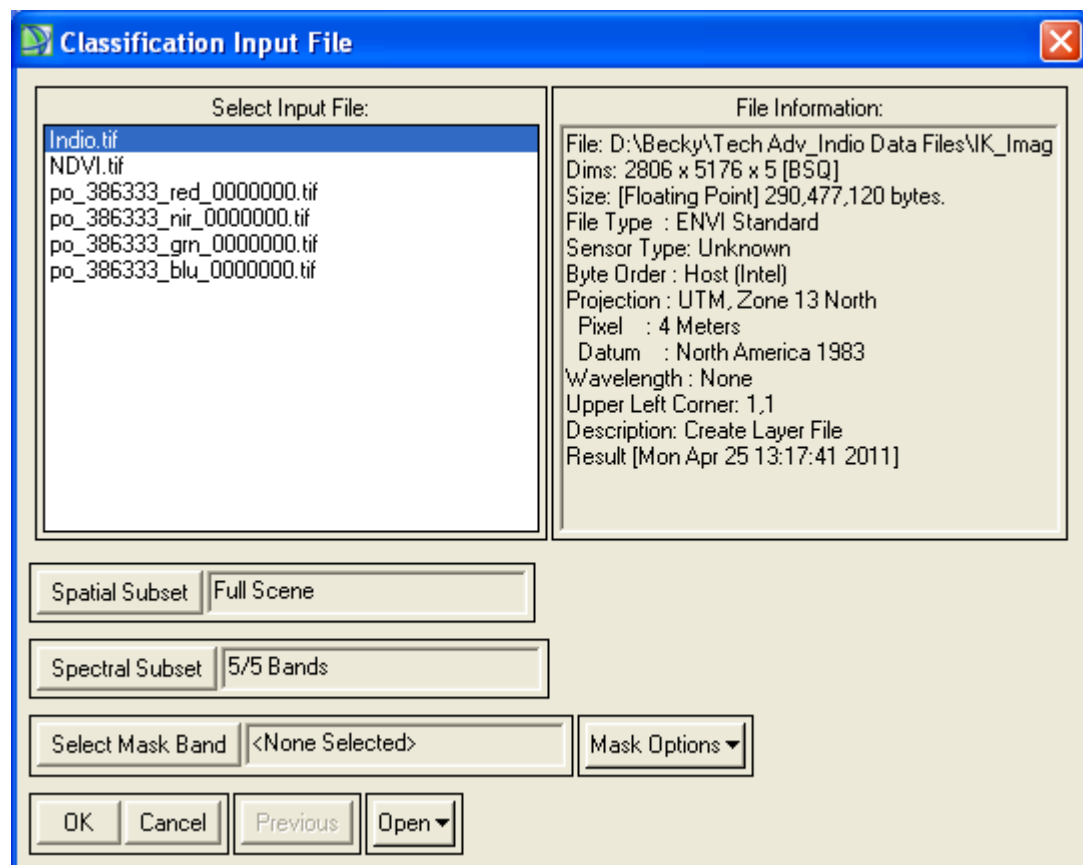 Classification Input File
Select Input File:
Indio.tif
NDVI.tif
po_386333_red_0000000.tif
po_386333_nir_0000000.tif
po_386333_grn_0000000.tif
po_386333_blu_0000000.tif
File Information:
File: D:\Becky\Tech Adv_Indio Data Files\IK_Imag
Dims: 2806 x 5176 x 5 [BSQ]
Size: [Floating Point] 290,477,120 bytes.
File Type : ENVI Standard
Sensor Type: Unknown
Byte Order : Host (Intel)
Projection : UTM, Zone 13 North
Pixel : 4 Meters
Datum : North America 1983
Wavelength : None
Upper Left Corner: 1,1
Description: Create Layer File
Result [Mon Apr 25 13:17:41 2011]
Spatial Subset Full Scene
Spectral Subset 5/5 Bands
Select Mask Band <None Selected> Mask Options
OK Cancel Previous Open